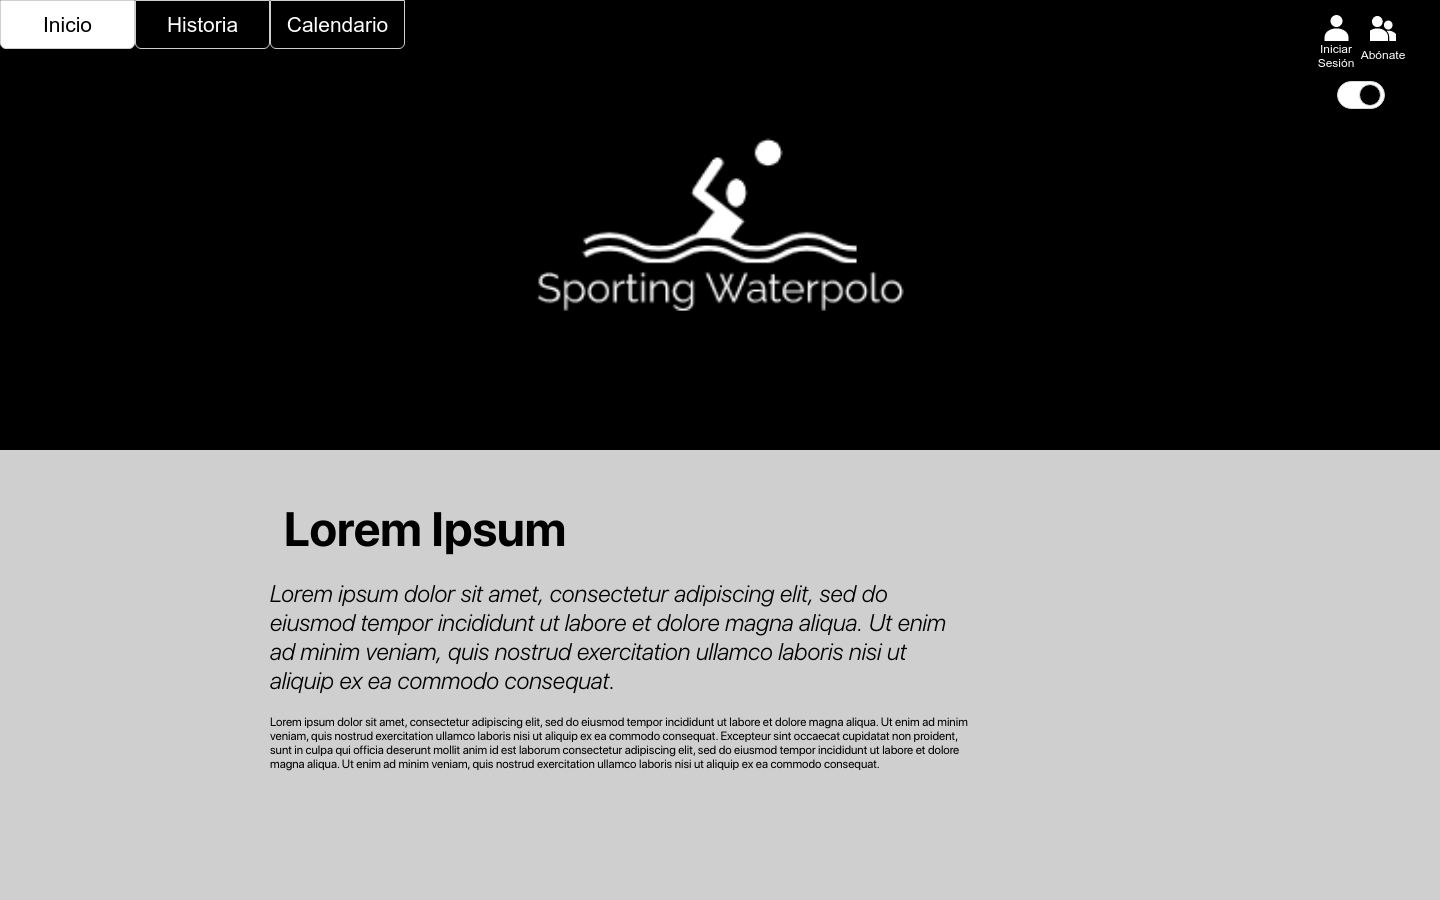 Inicio
Historia
Calendario
Iniciar
Sesión
Abónate
Sporting Waterpolo
Lorem Ipsum
Lorem ipsum dolor sit amet, consectetur adipiscing elit, sed do
eiusmod tempor incididunt ut labore et dolore magna aliqua. Ut enim
ad minim veniam, quis nostrud exercitation ullamco laboris nisi ut
aliquip ex ea commodo consequat.
Lorem ipsum dolor sit amet, consectetur adipiscing elit, sed do eiusmod tempor incididunt ut labore et dolore magna aliqua. Ut enim ad minim
veniam, quis nostrud exercitation ullamco laboris nisi ut aliquip ex ea commodo consequat. Excepteur sint occaecat cupidatat non proident,
sunt in culpa qui officia deserunt mollit anim id est laborum consectetur adipiscing elit, sed do eiusmod tempor incididunt ut labore et dolore
magna aliqua. Ut enim ad minim veniam, quis nostrud exercitation ullamco laboris nisi ut aliquip ex ea commodo consequat.